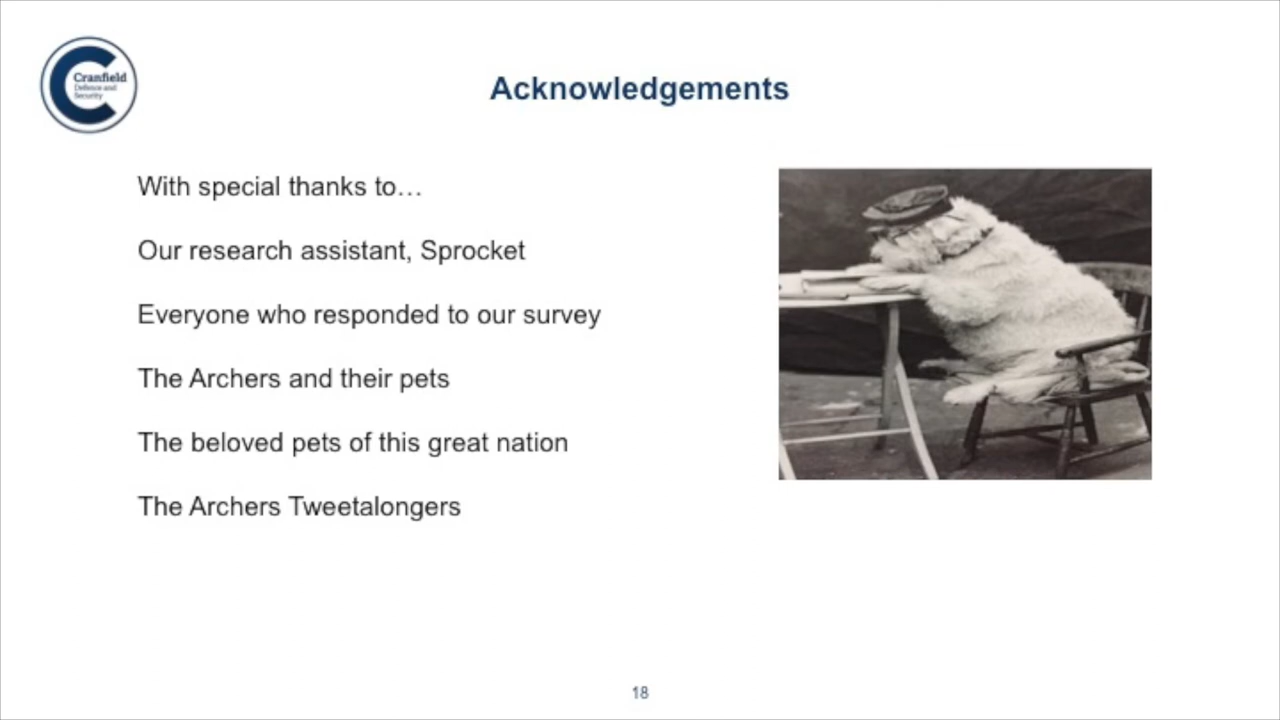 Cranfield
Defence and
Security
Acknowledgements
With special thanks to…
Our research assistant, Sprocket
Everyone who responded to our survey
The Archers and their pets
The beloved pets of this great nation
The Archers Tweetalongers
18